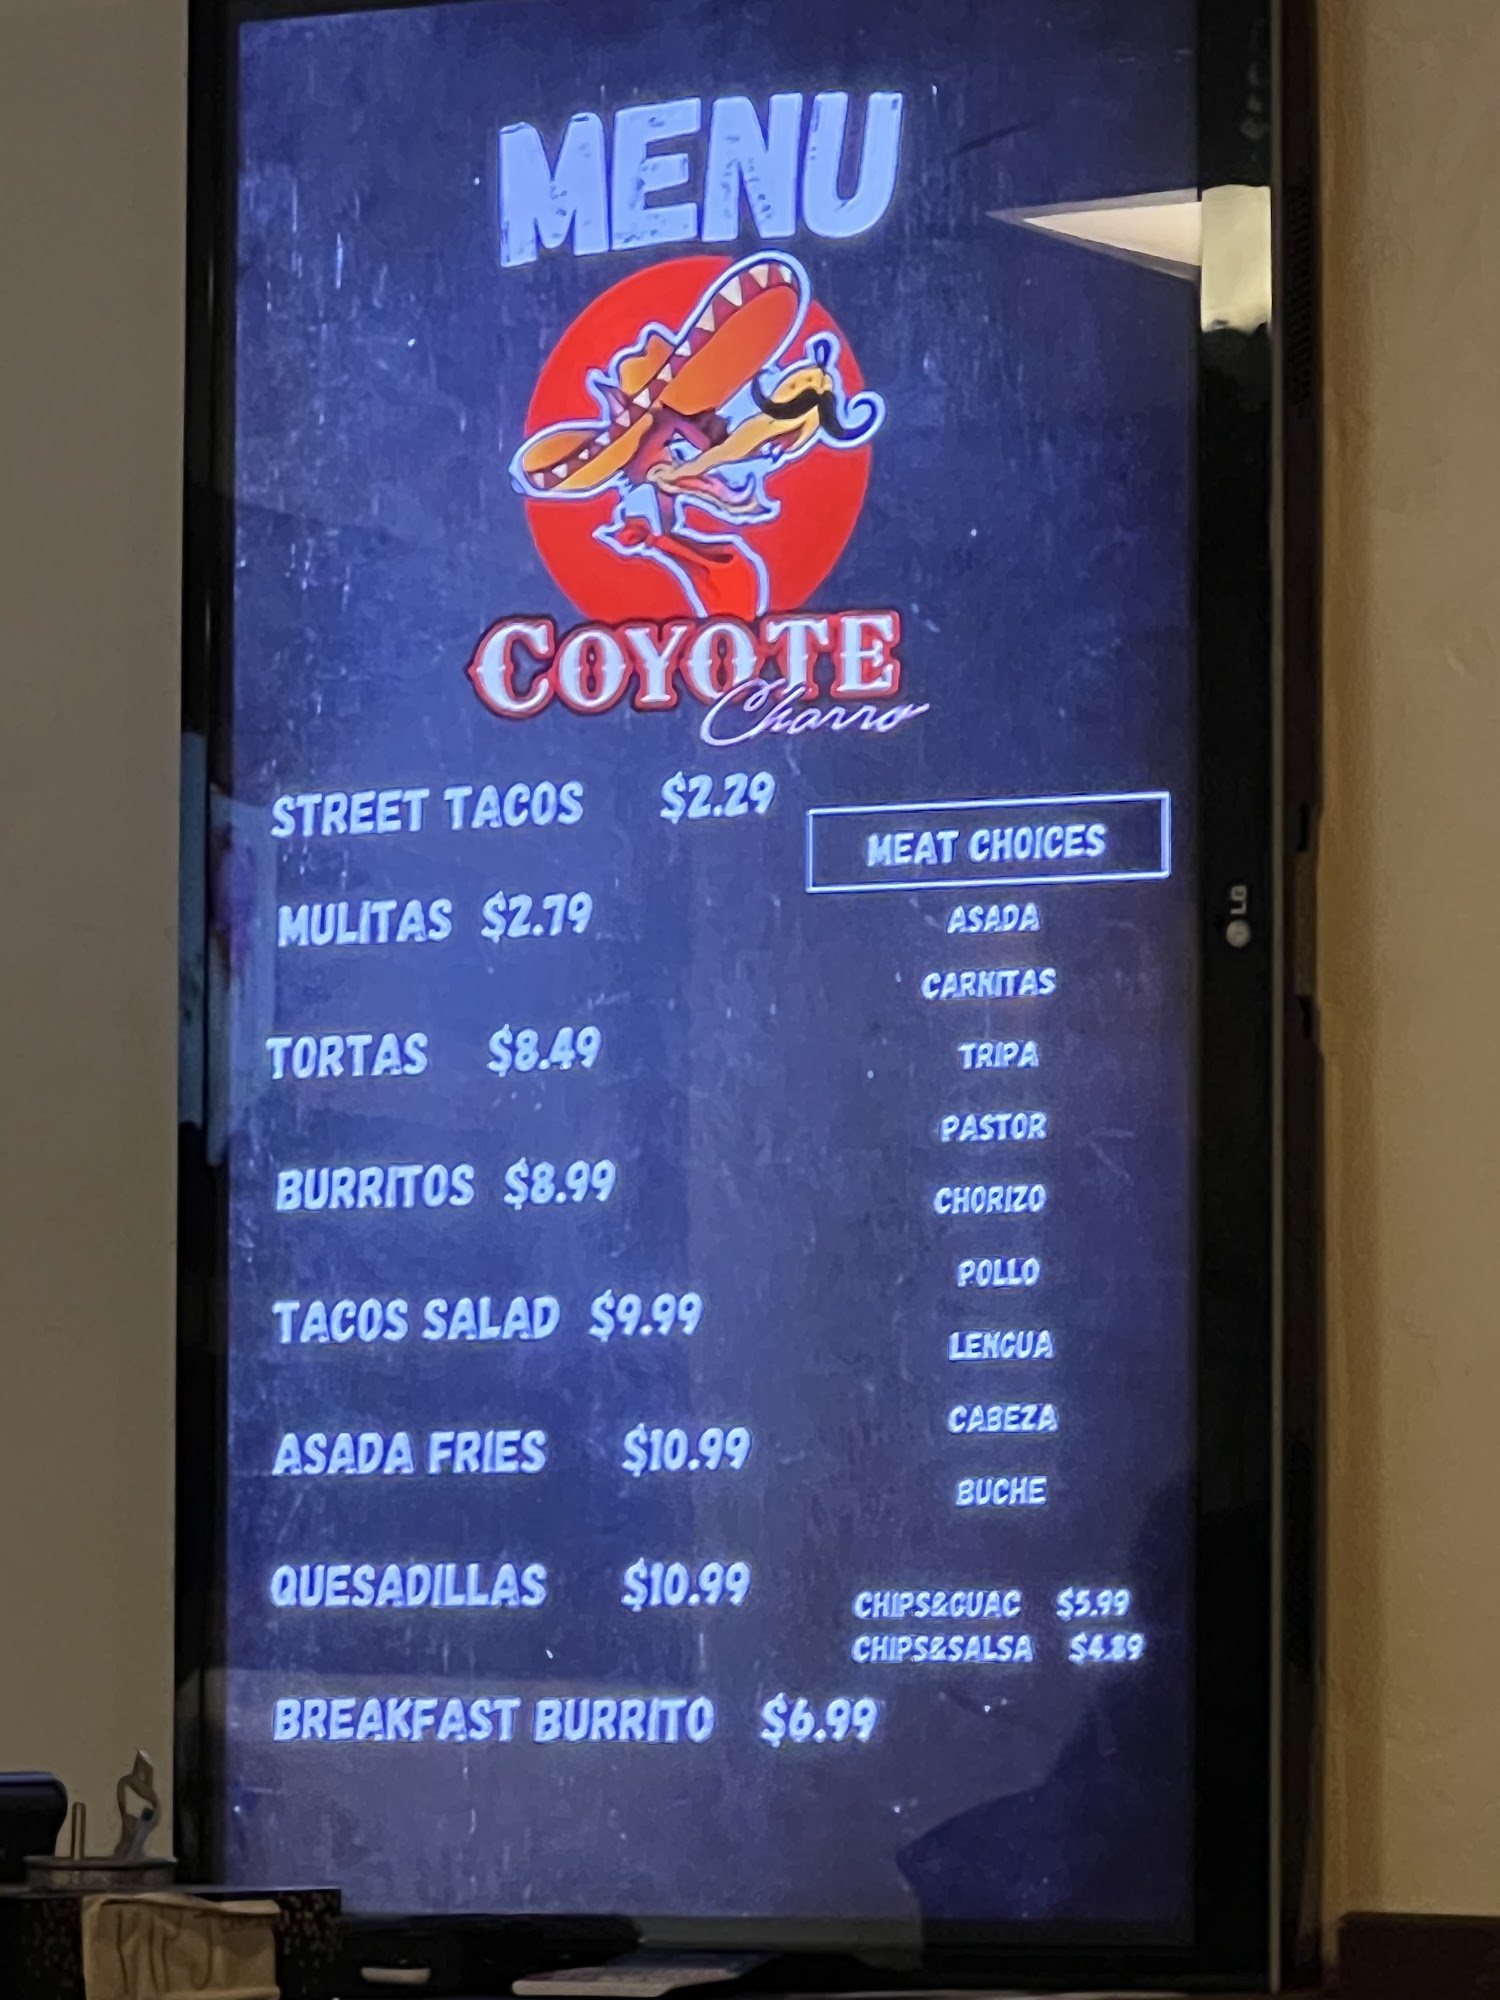 MENU
COYOTE
Charro
STREET TACOS $2.29
MULITAS $2.79
TORTAS $8.49
BURRITOS $8.99
TACOS SALAD $9.99
ASADA FRIES $10.99
QUESADILLAS $10.99
BREAKFAST BURRITO $6.99
MEAT CHOICES
ASADA
CARNITAS
TRIPA
PASTOR
CHORIZO
POLLO
LENGUA
CABEZA
BUCHE
CHIPS&GUAC $5.99
CHIPS&SALSA
LG